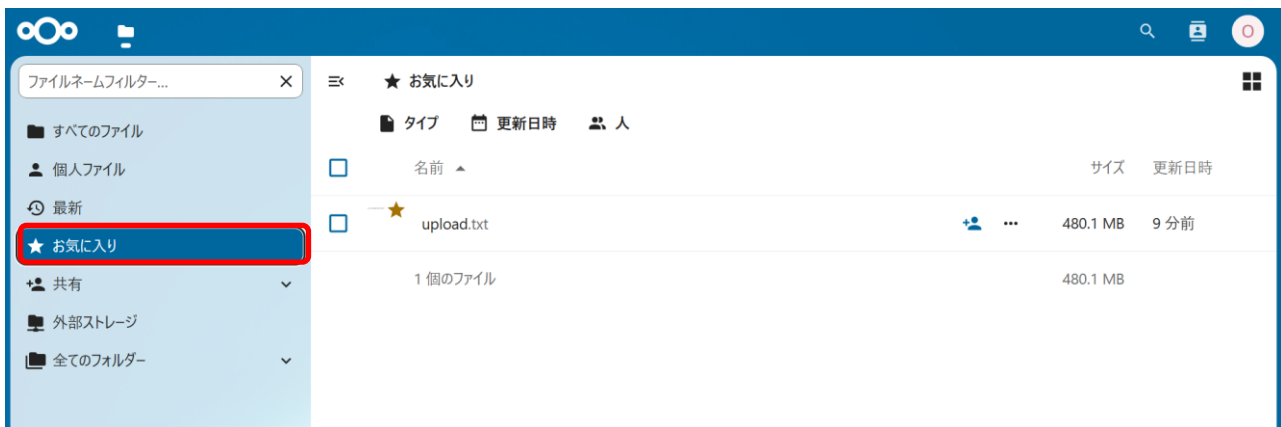 O
ファイルネームフィルター...
すべてのファイル
個人ファイル
最新
お気に入り
共有
外部ストレージ
全てのフォルダー
お気に入り
タイプ 更新日時 人
名前 サイズ 更新日時
upload.txt 480.1 MB 9 分前
1 個のファイル 480.1 MB